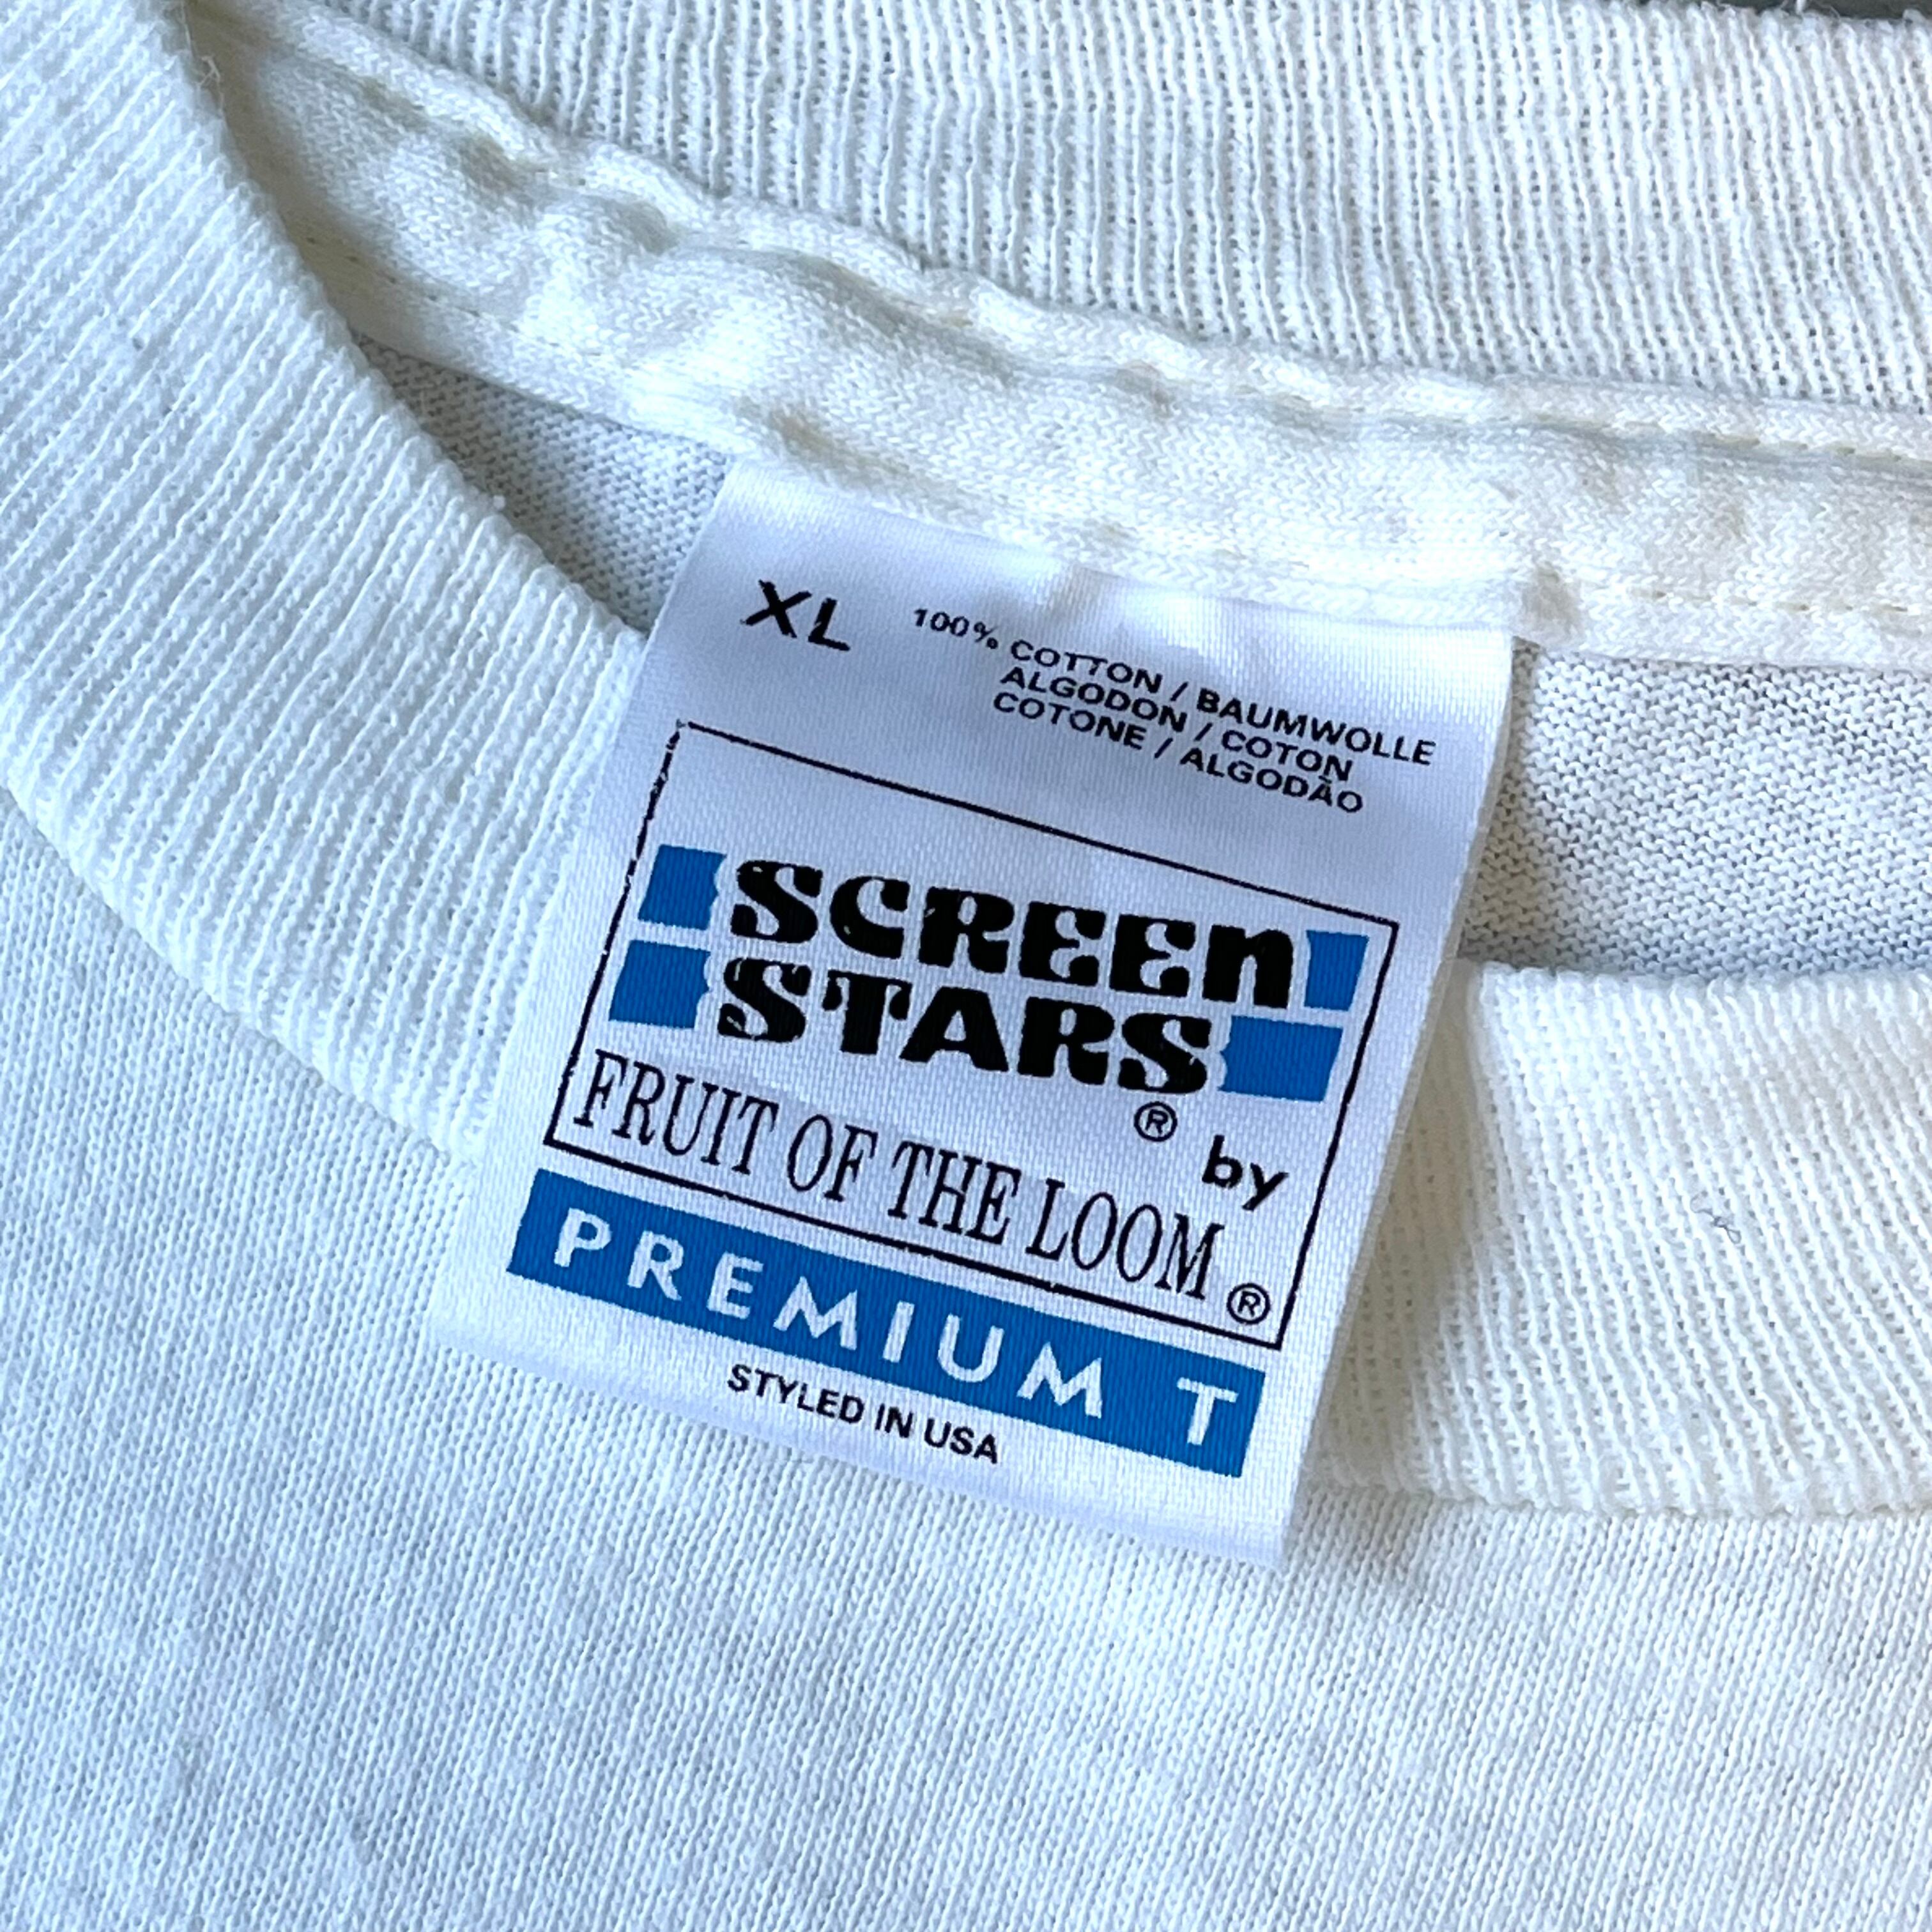 XL
100% COTTON / BAUMWOLLE
ALGODON / COTON
COTONE / ALGODÃO
SCREEN
STARS
® by
FRUIT OF THE LOOM ®
PREMIUM T
STYLED IN USA